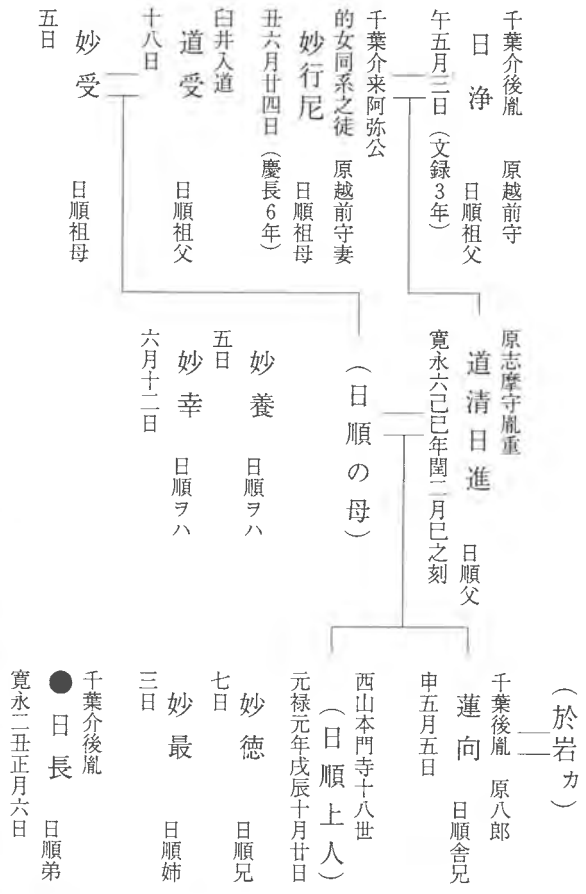 千葉介後胤 原越前守
日浄 日順祖父
午五月三日(文録3年)
千葉介来阿弥公
的女同系之徒
妙行尼 原越前守妻
日順祖母
丑六月廿四日(慶長6年)
臼井入道
道受 日順祖父
十八日
妙受 日順祖母
五日
原志摩守胤重
道清日進 日順父
寛永六己巳年閏二月巳之刻
(日順の母)
妙養 日順ヲハ
五日
妙幸 日順ヲハ
六月十二日
(於岩カ)
千葉後胤 原八郎
蓮向 日順舎兄
申五月五日
西山本門寺十八世
(日順上人)
元禄元年戊辰十月廿日
妙徳 日順兄
七日
妙最 日順姉
三日
千葉介後胤
●日長 日順弟
寛永二丑正月六日